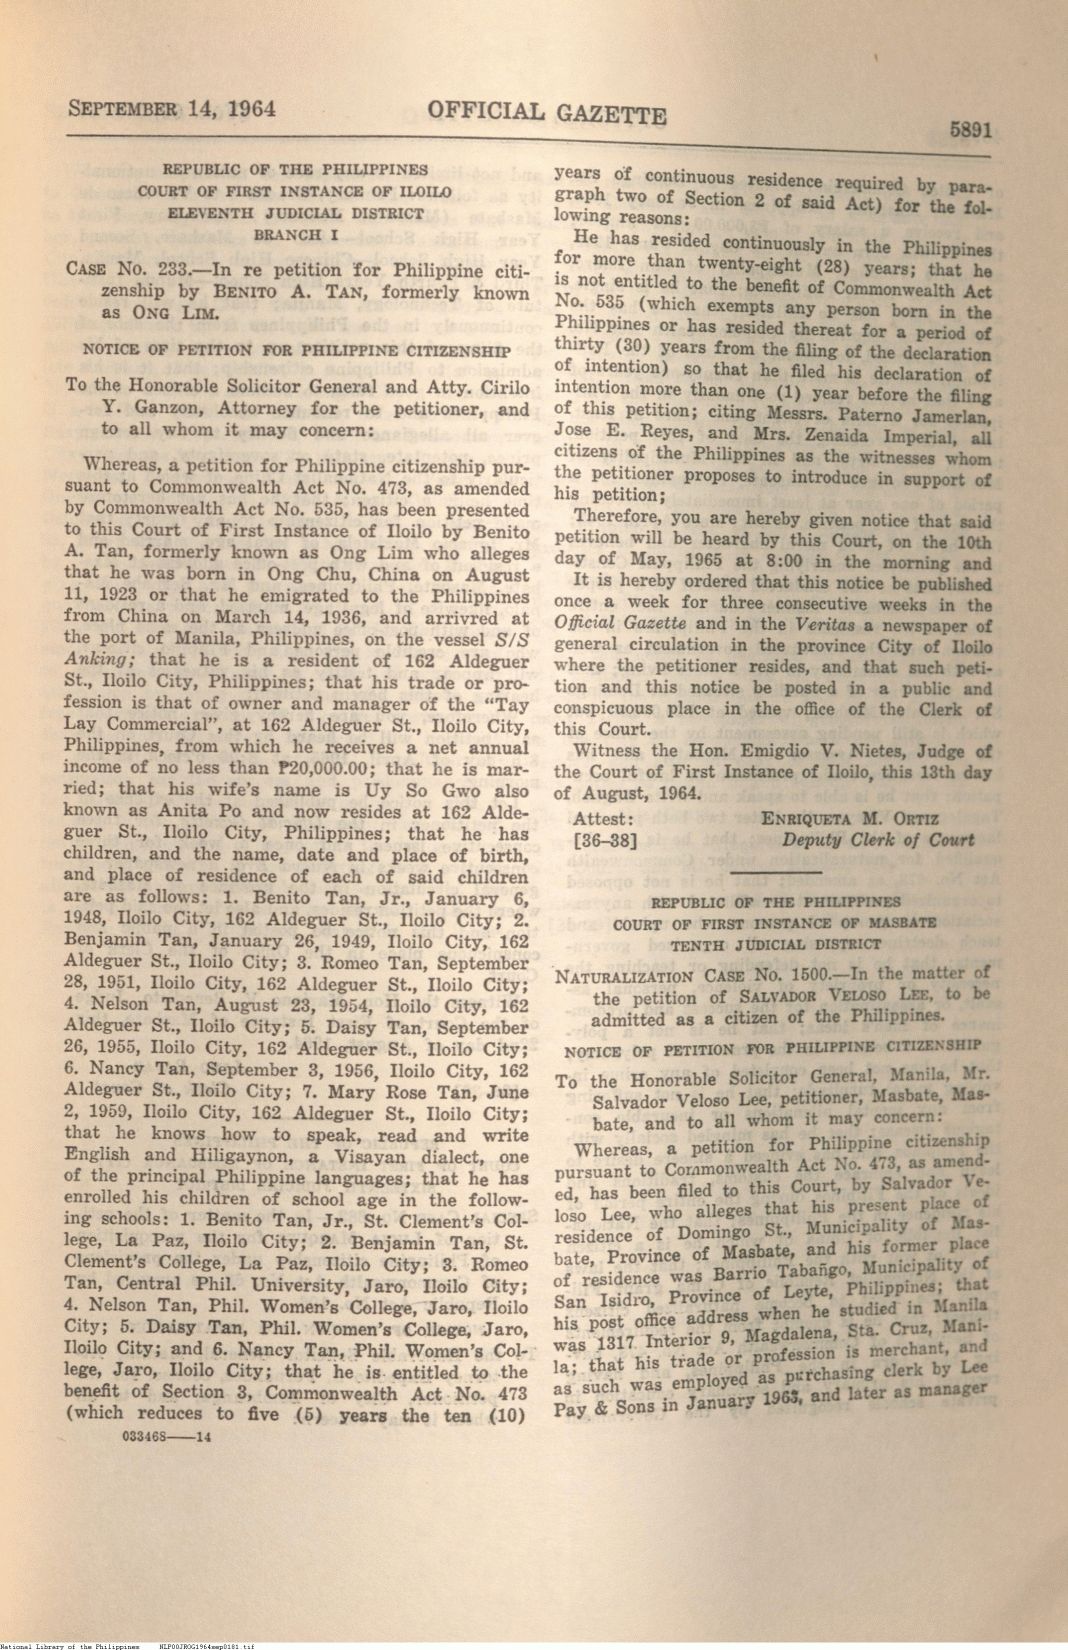 SEPTEMBER 14, 1964
OFFICIAL GAZETTE
5891
REPUBLIC OF THE PHILIPPINES
COURT OF FIRST INSTANCE OF ILOILO
ELEVENTH JUDICIAL DISTRICT
BRANCH I
CASE No. 233.—In re petition for Philippine citi-
zenship by BENITO A. TAN, formerly known
as ONG LIM.
NOTICE OF PETITION FOR PHILIPPINE CITIZENSHIP
To the Honorable Solicitor General and Atty. Cirilo
Y. Ganzon, Attorney for the petitioner, and
to all whom it may concern:
Whereas, a petition for Philippine citizenship pur-
suant to Commonwealth Act No. 473, as amended
by Commonwealth Act No. 535, has been presented
to this Court of First Instance of Iloilo by Benito
A. Tan, formerly known as Ong Lim who alleges
that he was born in Ong Chu, China on August
11, 1923 or that he emigrated to the Philippines
from China on March 14, 1936, and arrivred at
the port of Manila, Philippines, on the vessel S/S
Anking; that he is a resident of 162 Aldeguer
St., Iloilo City, Philippines; that his trade or pro-
fession is that of owner and manager of the “Tay
Lay Commercial”, at 162 Aldeguer St., Iloilo City,
Philippines, from which he receives a net annual
income of no less than ₱20,000.00; that he is mar-
ried; that his wife's name is Uy So Gwo also
known as Anita Po and now resides at 162 Alde-
guer St., Iloilo City, Philippines; that he has
children, and the name, date and place of birth,
and place of residence of each of said children
are as follows: 1. Benito Tan, Jr., January 6,
1948, Iloilo City, 162 Aldeguer St., Iloilo City; 2.
Benjamin Tan, January 26, 1949, Iloilo City, 162
Aldeguer St., Iloilo City; 3. Romeo Tan, September
28, 1951, Iloilo City, 162 Aldeguer St., Iloilo City;
4. Nelson Tan, August 23, 1954, Iloilo City, 162
Aldeguer St., Iloilo City; 5. Daisy Tan, September
26, 1955, Iloilo City, 162 Aldeguer St., Iloilo City;
6. Nancy Tan, September 3, 1956, Iloilo City, 162
Aldeguer St., Iloilo City; 7. Mary Rose Tan, June
2, 1959, Iloilo City, 162 Aldeguer St., Iloilo City;
that he knows how to speak, read and write
English and Hiligaynon, a Visayan dialect, one
of the principal Philippine languages; that he has
enrolled his children of school age in the follow-
ing schools: 1. Benito Tan, Jr., St. Clement's Col-
lege, La Paz, Iloilo City; 2. Benjamin Tan, St.
Clement's College, La Paz, Iloilo City; 3. Romeo
Tan, Central Phil. University, Jaro, Iloilo City;
4. Nelson Tan, Phil. Women's College, Jaro, Iloilo
City; 5. Daisy Tan, Phil. Women's College, Jaro,
Iloilo City; and 6. Nancy Tan, Phil. Women's Col-
lege, Jaro, Iloilo City; that he is entitled to the
benefit of Section 3, Commonwealth Act No. 473
(which reduces to five (5) years the ten (10)
033468——14
years of continuous residence required by para-
graph two of Section 2 of said Act) for the fol-
lowing reasons:
He has resided continuously in the Philippines
for more than twenty-eight (28) years; that he
is not entitled to the benefit of Commonwealth Act
No. 535 (which exempts any person born in the
Philippines or has resided thereat for a period of
thirty (30) years from the filing of the declaration
of intention) so that he filed his declaration of
intention more than one (1) year before the filing
of this petition; citing Messrs. Paterno Jamerlan,
Jose E. Reyes, and Mrs. Zenaida Imperial, all
citizens of the Philippines as the witnesses whom
the petitioner proposes to introduce in support of
his petition;
Therefore, you are hereby given notice that said
petition will be heard by this Court, on the 10th
day of May, 1965 at 8:00 in the morning and
It is hereby ordered that this notice be published
once a week for three consecutive weeks in the
Official Gazette and in the Veritas a newspaper of
general circulation in the province City of Iloilo
where the petitioner resides, and that such peti-
tion and this notice be posted in a public and
conspicuous place in the office of the Clerk of
this Court.
Witness the Hon. Emigdio V. Nietes, Judge of
the Court of First Instance of Iloilo, this 13th day
of August, 1964.
Attest: ENRIQUETA M. ORTIZ
[36–38] Deputy Clerk of Court
REPUBLIC OF THE PHILIPPINES
COURT OF FIRST INSTANCE OF MASBATE
TENTH JUDICIAL DISTRICT
NATURALIZATION CASE No. 1500.—In the matter of
the petition of SALVADOR VELOSO LEE, to be
admitted as a citizen of the Philippines.
NOTICE OF PETITION FOR PHILIPPINE CITIZENSHIP
To the Honorable Solicitor General, Manila, Mr.
Salvador Veloso Lee, petitioner, Masbate, Mas-
bate, and to all whom it may concern:
Whereas, a petition for Philippine citizenship
pursuant to Commonwealth Act No. 473, as amend-
ed, has been filed to this Court, by Salvador Ve-
loso Lee, who alleges that his present place of
residence of Domingo St., Municipality of Mas-
bate, Province of Masbate, and his former place
of residence was Barrio Tabañgo, Municipality of
San Isidro, Province of Leyte, Philippines; that
his post office address when he studied in Manila
was 1317 Interior 9, Magdalena, Sta. Cruz, Mani-
la; that his trade or profession is merchant, and
as such was employed as purchasing clerk by Lee
Pay & Sons in January 1963, and later as manager
National Library of the Philippines NLP00JROG1964sep0181.tif